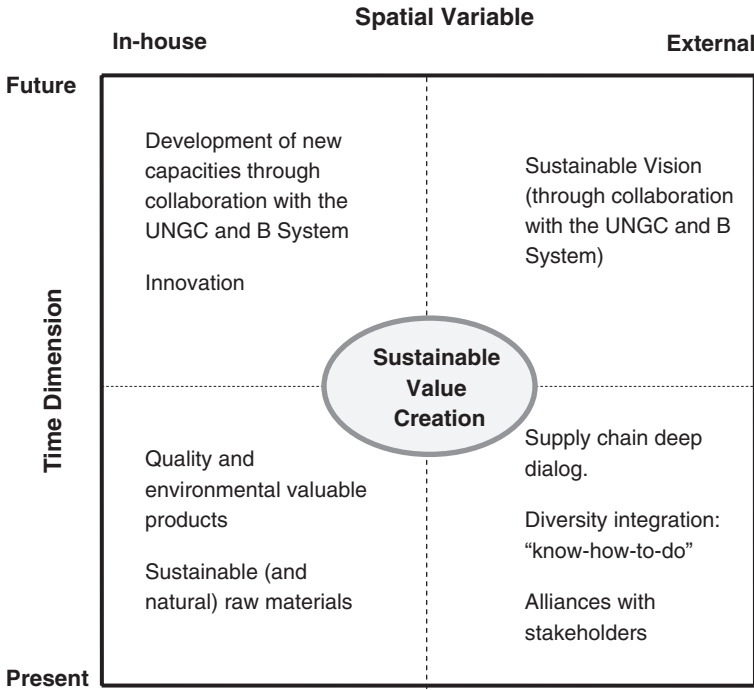 Spatial Variable
In-house
External
Future
Development of new
capacities through
collaboration with the
UNGC and B System
Innovation
Sustainable Vision
(through collaboration
with the UNGC and B
System)
Time Dimension
Sustainable
Value
Creation
Quality and
environmental valuable
products
Sustainable (and
natural) raw materials
Supply chain deep
dialog.
Diversity integration:
“know-how-to-do”
Alliances with
stakeholders
Present